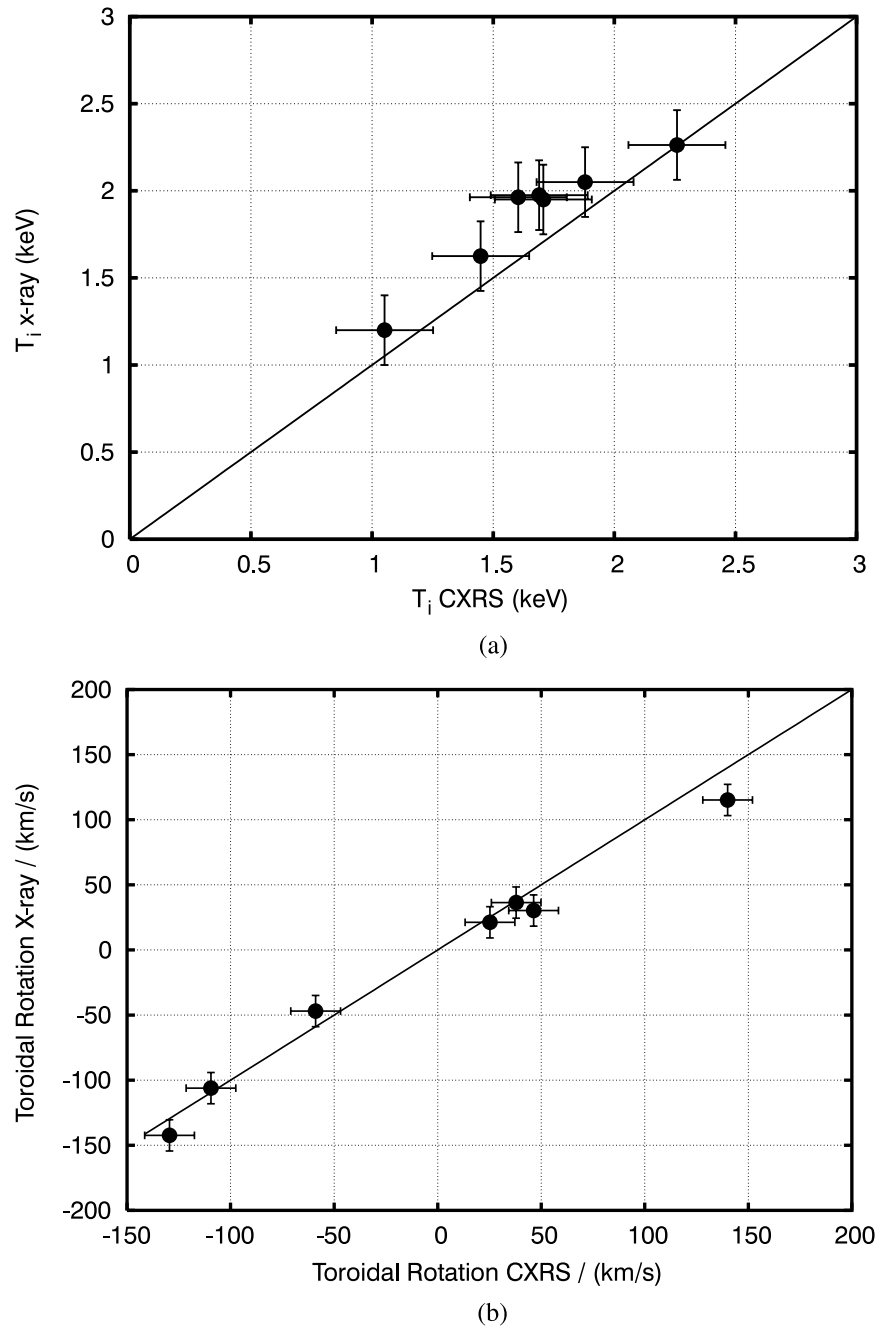 3
2.5
2
1.5
1
0.5
0
T_i x-ray (keV)
0 0.5 1 1.5 2 2.5 3
T_i CXRS (keV)
(a)
200
150
100
50
0
-50
-100
-150
-200
Toroidal Rotation X-ray / (km/s)
-150 -100 -50 0 50 100 150 200
Toroidal Rotation CXRS / (km/s)
(b)